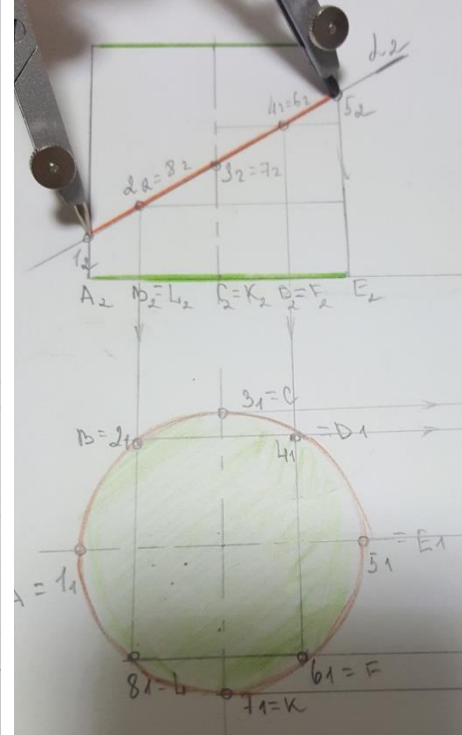 α2
42=62
52
22=82
32=72
12
A2 B2=L2 C2=K2 D2=F2 E2
31=C
B=21
=D1
41
=E1
51
A=11
61=F
81=L
71=K